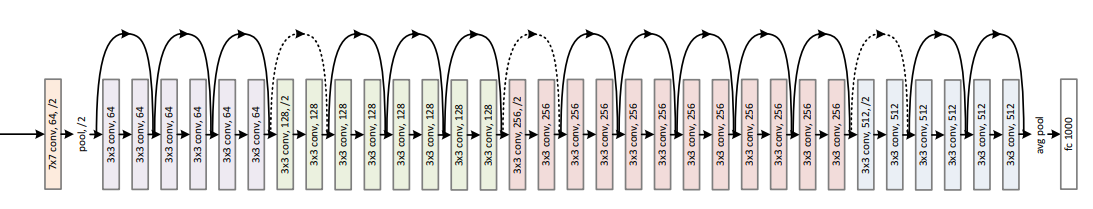 7x7 conv, 64, /2
pool, /2
3x3 conv, 64
3x3 conv, 64
3x3 conv, 64
3x3 conv, 64
3x3 conv, 64
3x3 conv, 64
3x3 conv, 128, /2
3x3 conv, 128
3x3 conv, 128
3x3 conv, 128
3x3 conv, 128
3x3 conv, 128
3x3 conv, 128
3x3 conv, 128
3x3 conv, 256, /2
3x3 conv, 256
3x3 conv, 256
3x3 conv, 256
3x3 conv, 256
3x3 conv, 256
3x3 conv, 256
3x3 conv, 256
3x3 conv, 256
3x3 conv, 256
3x3 conv, 256
3x3 conv, 256
3x3 conv, 512, /2
3x3 conv, 512
3x3 conv, 512
3x3 conv, 512
3x3 conv, 512
3x3 conv, 512
avg pool
fc 1000